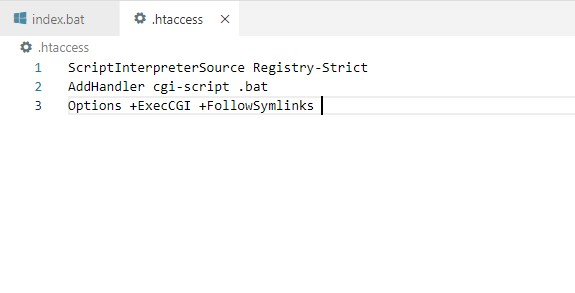 index.bat .htaccess
.htaccess
1 ScriptInterpreterSource Registry-Strict
2 AddHandler cgi-script .bat
3 Options +ExecCGI +FollowSymlinks